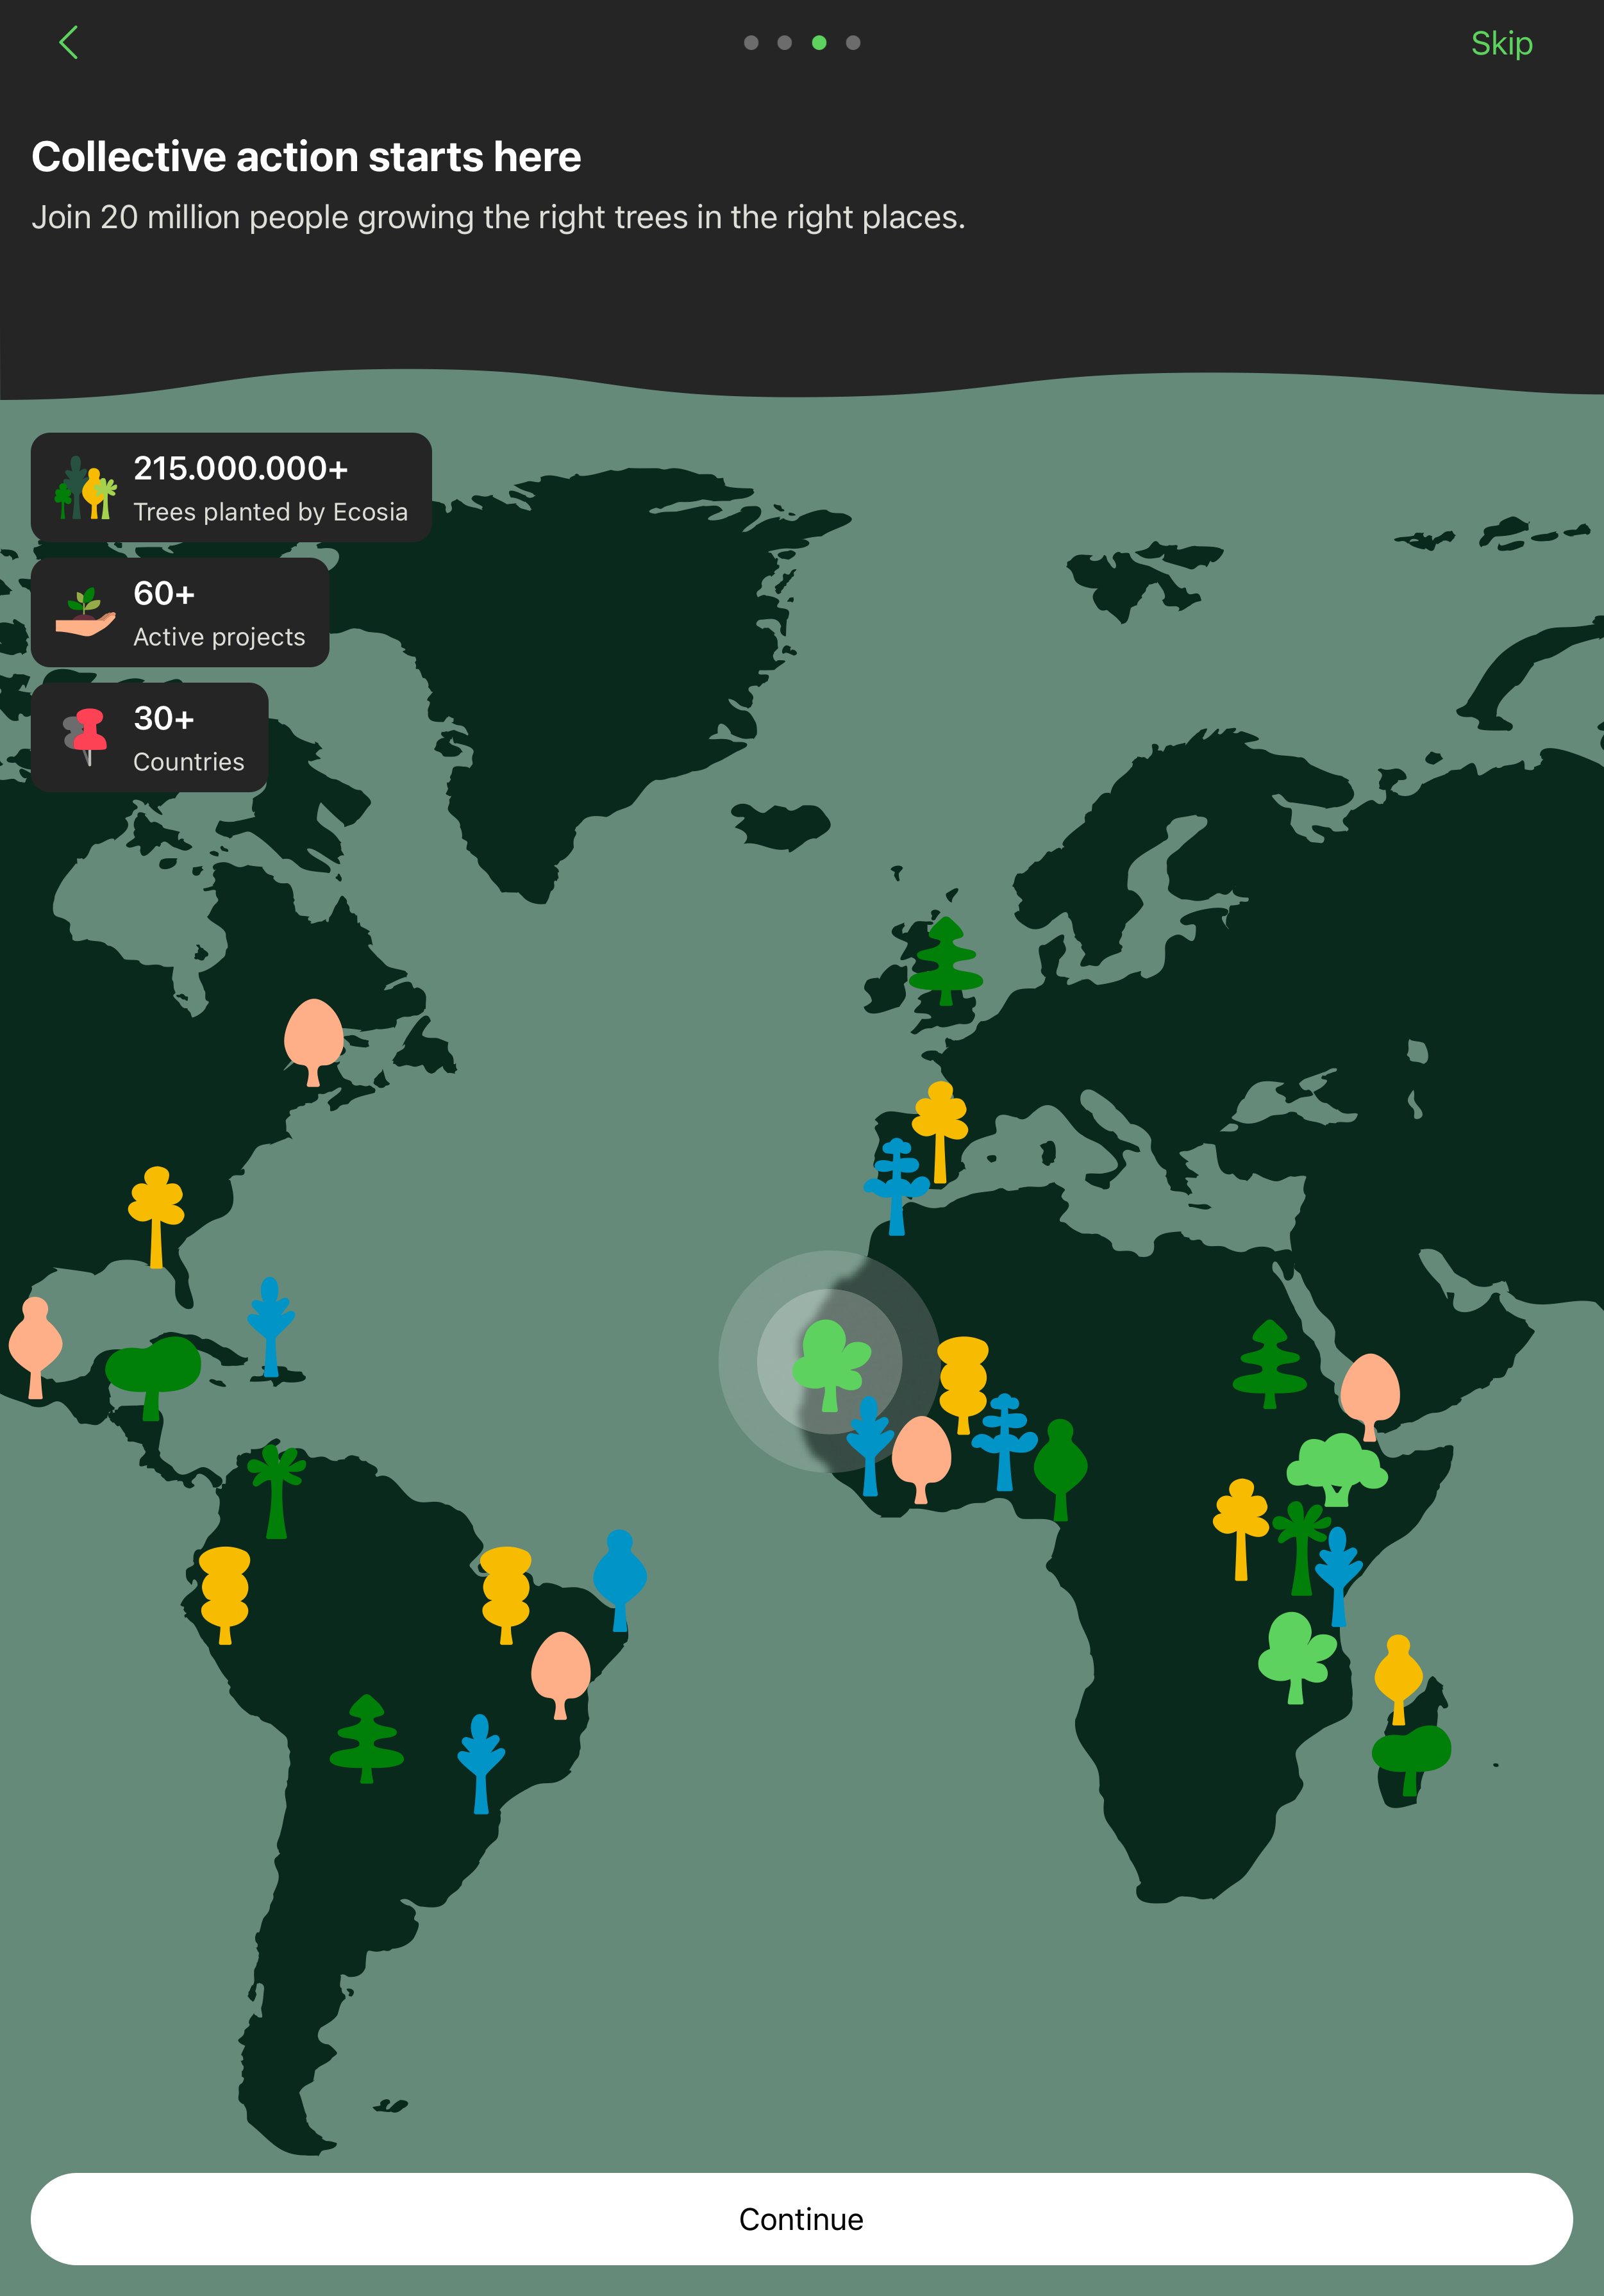 Skip
Collective action starts here
Join 20 million people growing the right trees in the right places.
215.000.000+
Trees planted by Ecosia
60+
Active projects
30+
Countries
Continue